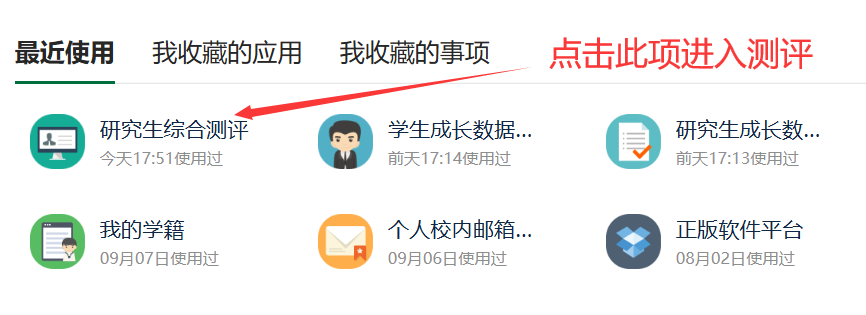 最近使用 我收藏的应用 我收藏的事项 点击此项进入测评
研究生综合测评 学生成长数据... 研究生成长数...
今天17:51使用过 前天17:14使用过 前天17:13使用过
我的学籍 个人校内邮箱... 正版软件平台
09月07日使用过 09月06日使用过 08月02日使用过